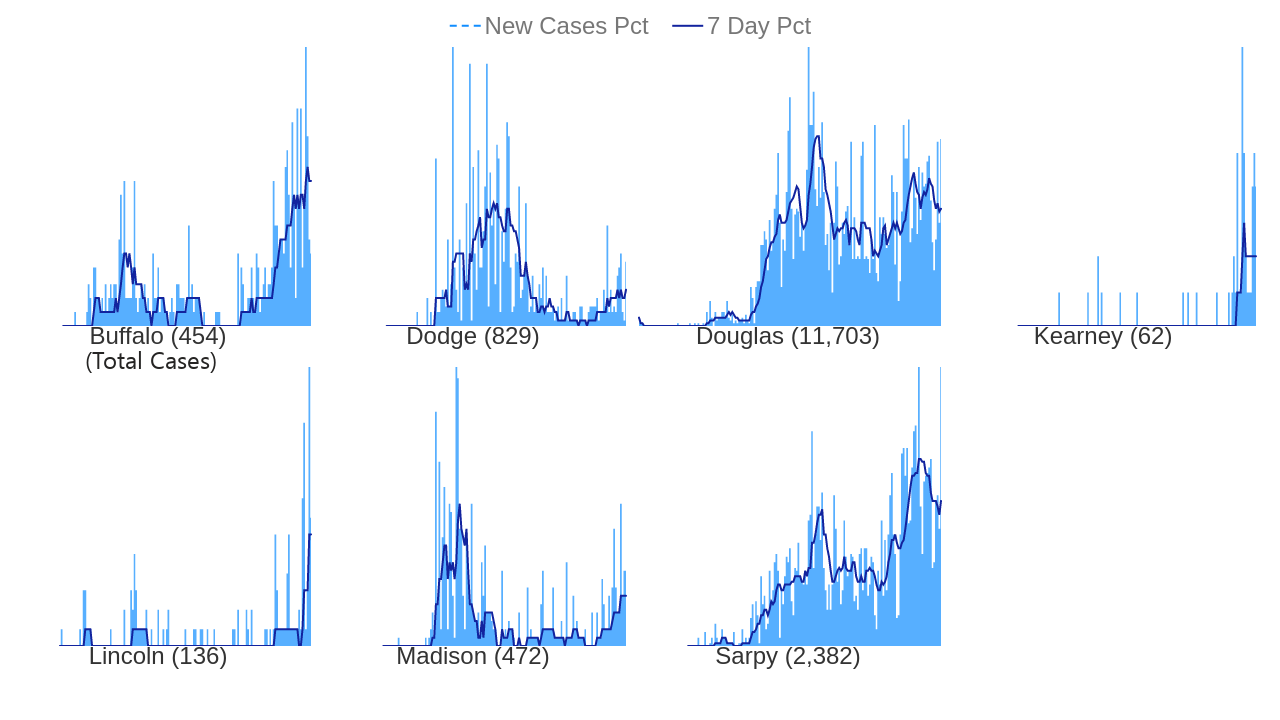 New Cases Pct 7 Day Pct
Buffalo (454) Dodge (829) Douglas (11,703) Kearney (62)
(Total Cases)
Lincoln (136) Madison (472) Sarpy (2,382)